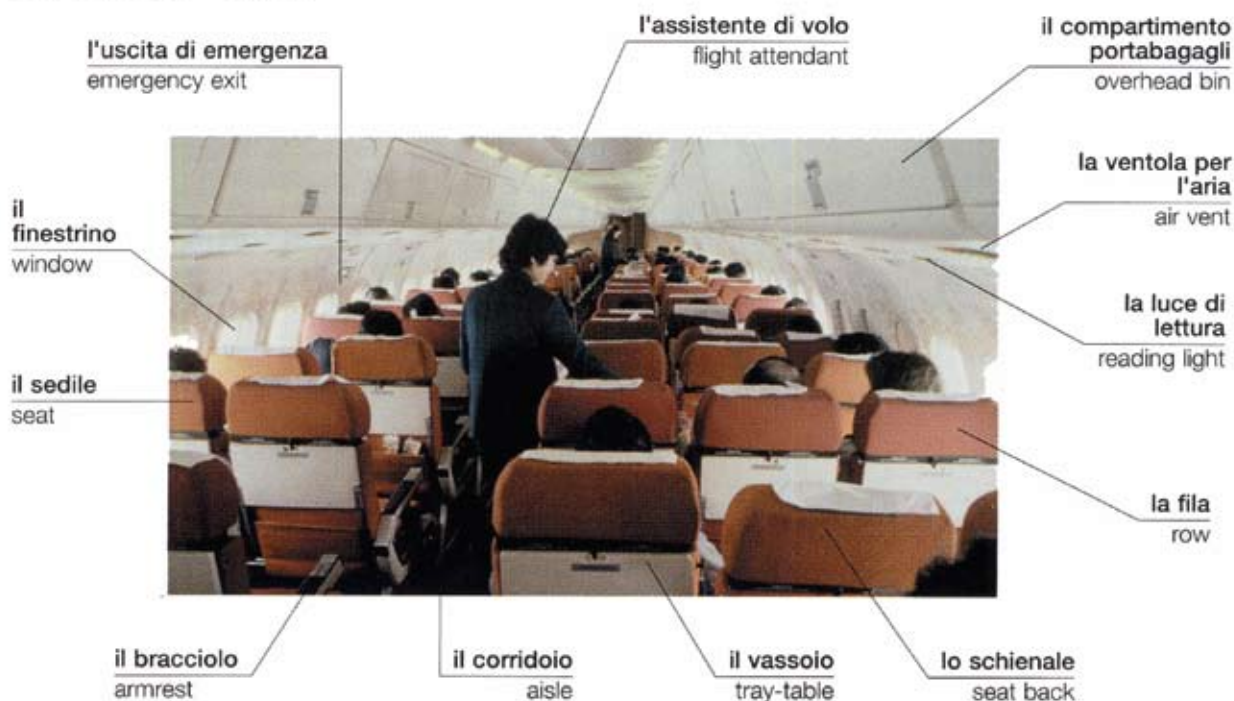 l'uscita di emergenza
emergency exit
l'assistente di volo
flight attendant
il compartimento
portabagagli
overhead bin
il
finestrino
window
la ventola per
l'aria
air vent
la luce di
lettura
reading light
il sedile
seat
la fila
row
il bracciolo
armrest
il corridoio
aisle
il vassoio
tray-table
lo schienale
seat back